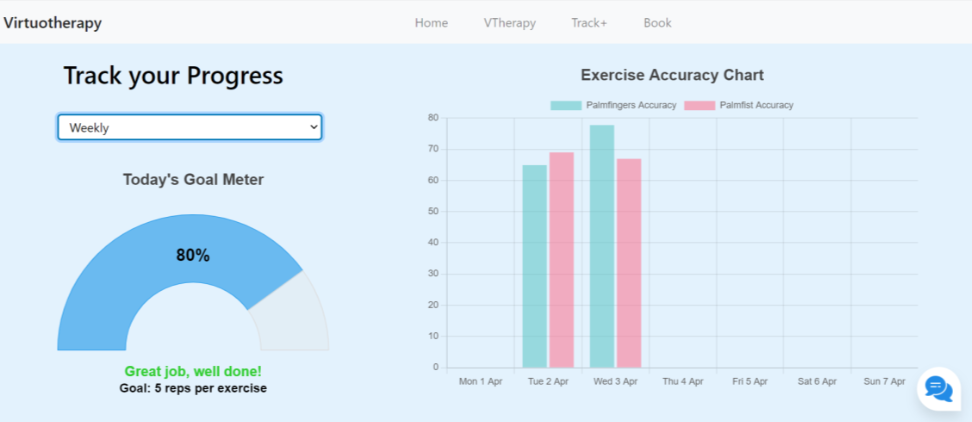 Virtuotherapy
Home VTherapy Track+ Book
Track your Progress
Weekly
Today's Goal Meter
80%
Great job, well done!
Goal: 5 reps per exercise
Exercise Accuracy Chart
Palmfingers Accuracy Palmfist Accuracy
80
70
60
50
40
30
20
10
0
Mon 1 Apr Tue 2 Apr Wed 3 Apr Thu 4 Apr Fri 5 Apr Sat 6 Apr Sun 7 Apr